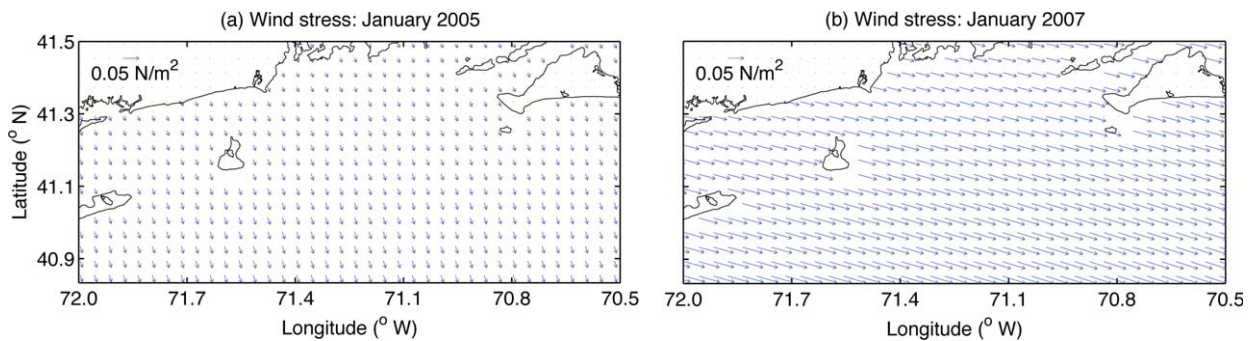 (a) Wind stress: January 2005
41.5
41.3
41.1
40.9
0.05 N/m²
Latitude (° N)
72.0 71.7 71.4 71.1 70.8 70.5
Longitude (° W)
(b) Wind stress: January 2007
0.05 N/m²
72.0 71.7 71.4 71.1 70.8 70.5
Longitude (° W)